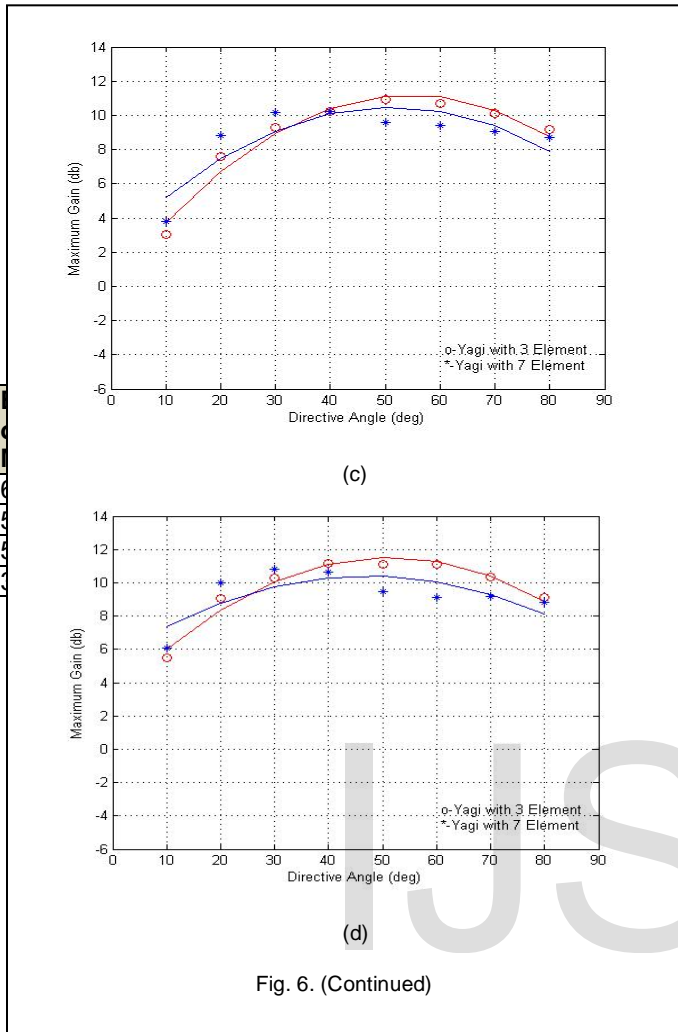 14
12
10
8
6
4
2
0
-2
-4
-6
Maximum Gain (db)
o-Yagi with 3 Element
*-Yagi with 7 Element
0 10 20 30 40 50 60 70 80 90
Directive Angle (deg)
(c)
14
12
10
8
6
4
2
0
-2
-4
-6
Maximum Gain (db)
o-Yagi with 3 Element
*-Yagi with 7 Element
0 10 20 30 40 50 60 70 80 90
Directive Angle (deg)
(d)
IJS
Fig. 6. (Continued)